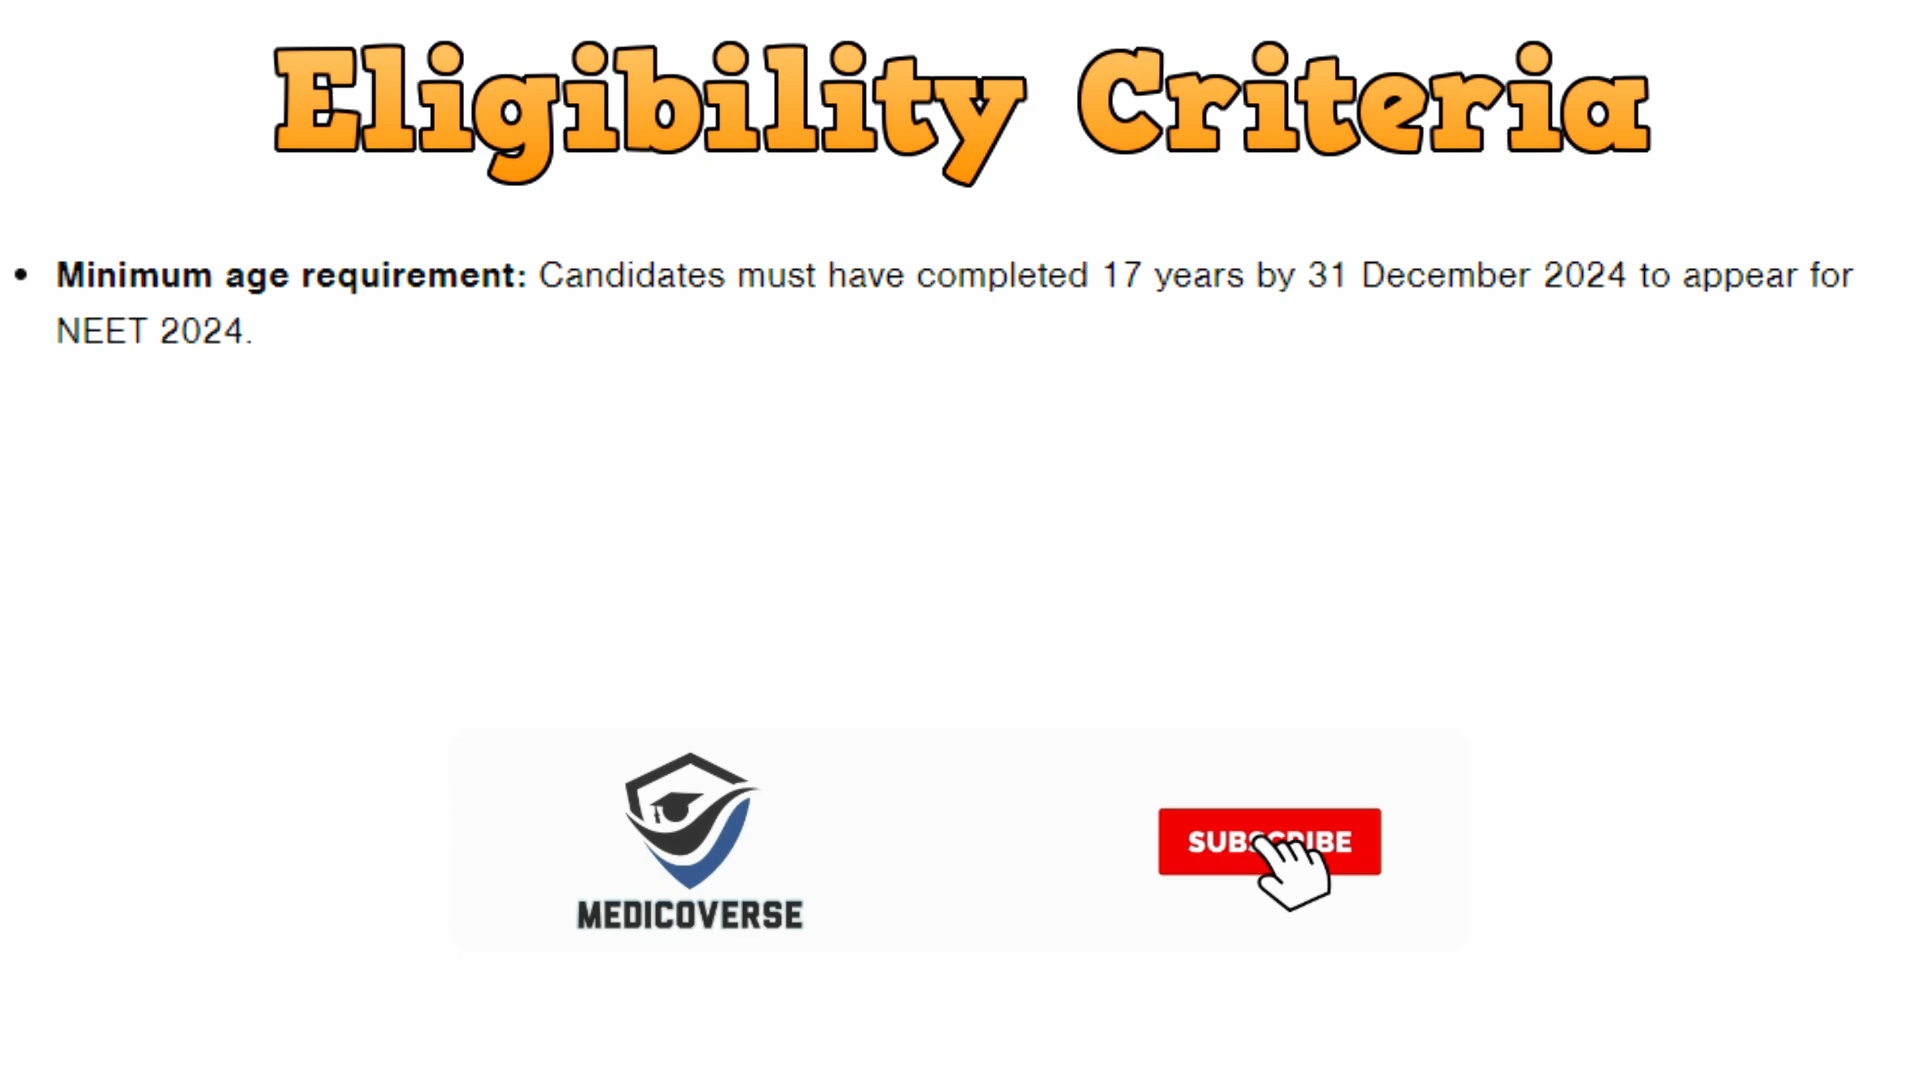 Eligibility Criteria
• Minimum age requirement: Candidates must have completed 17 years by 31 December 2024 to appear for
NEET 2024.
MEDICOVERSE
SUBSCRIBE